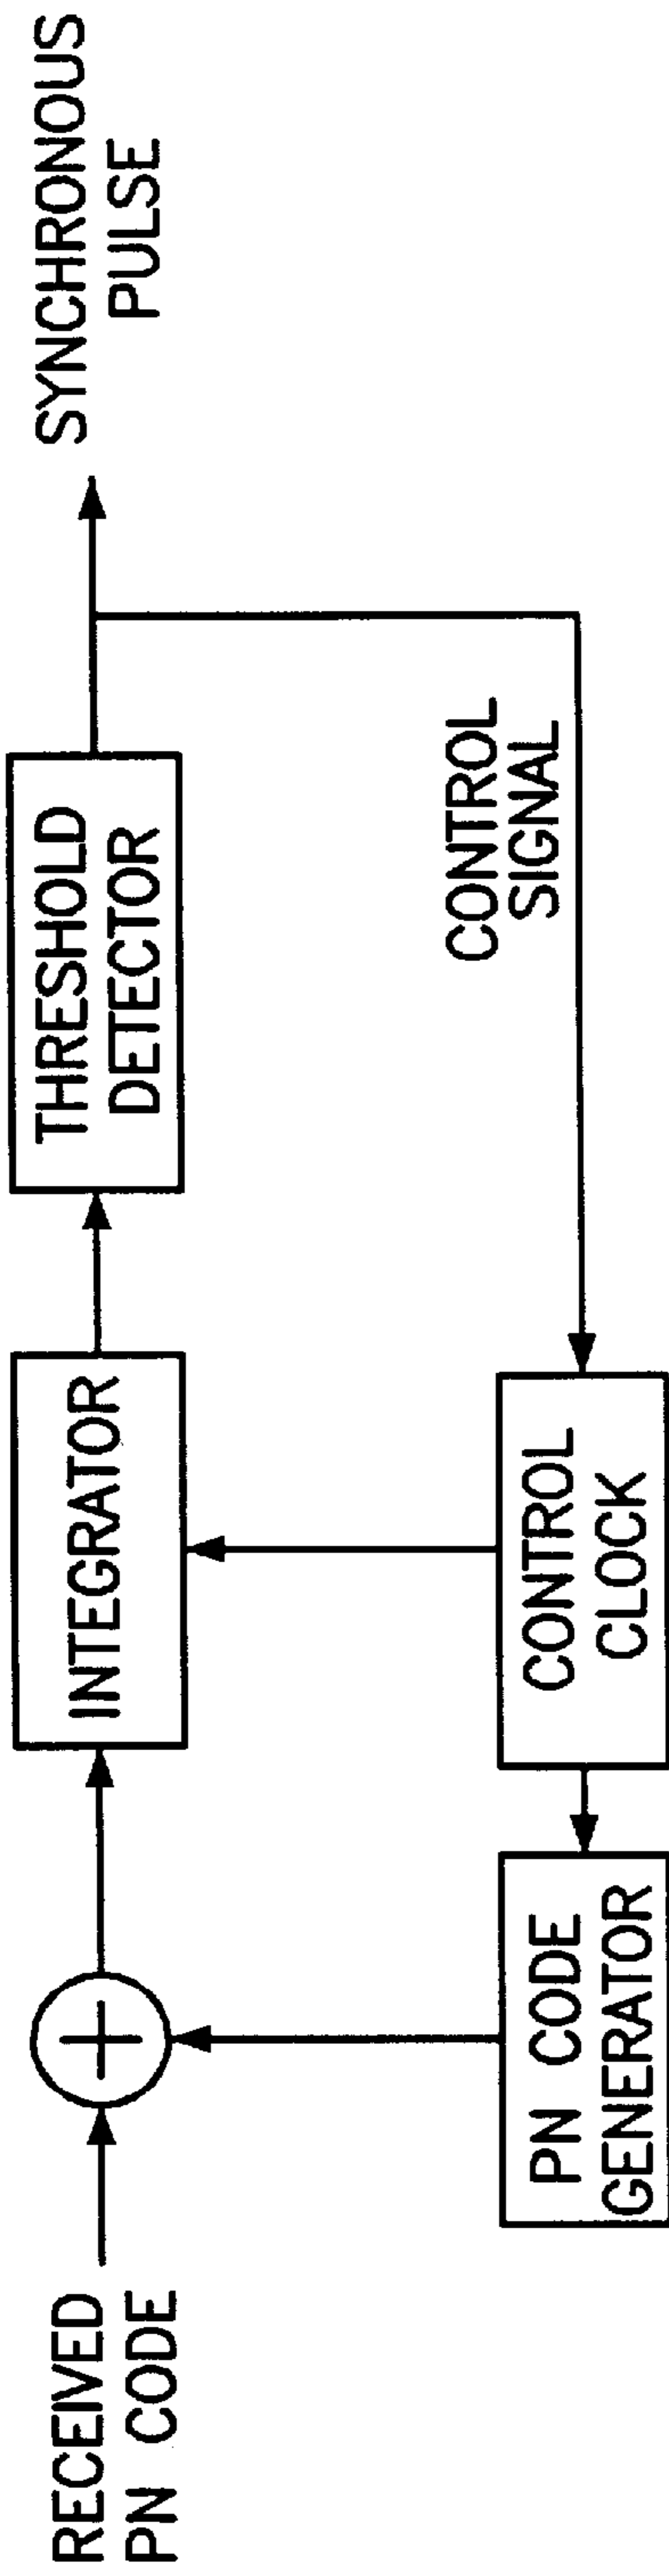 RECEIVED
PN CODE
INTEGRATOR
THRESHOLD
DETECTOR
SYNCHRONOUS
PULSE
CONTROL
SIGNAL
PN CODE
GENERATOR
CONTROL
CLOCK